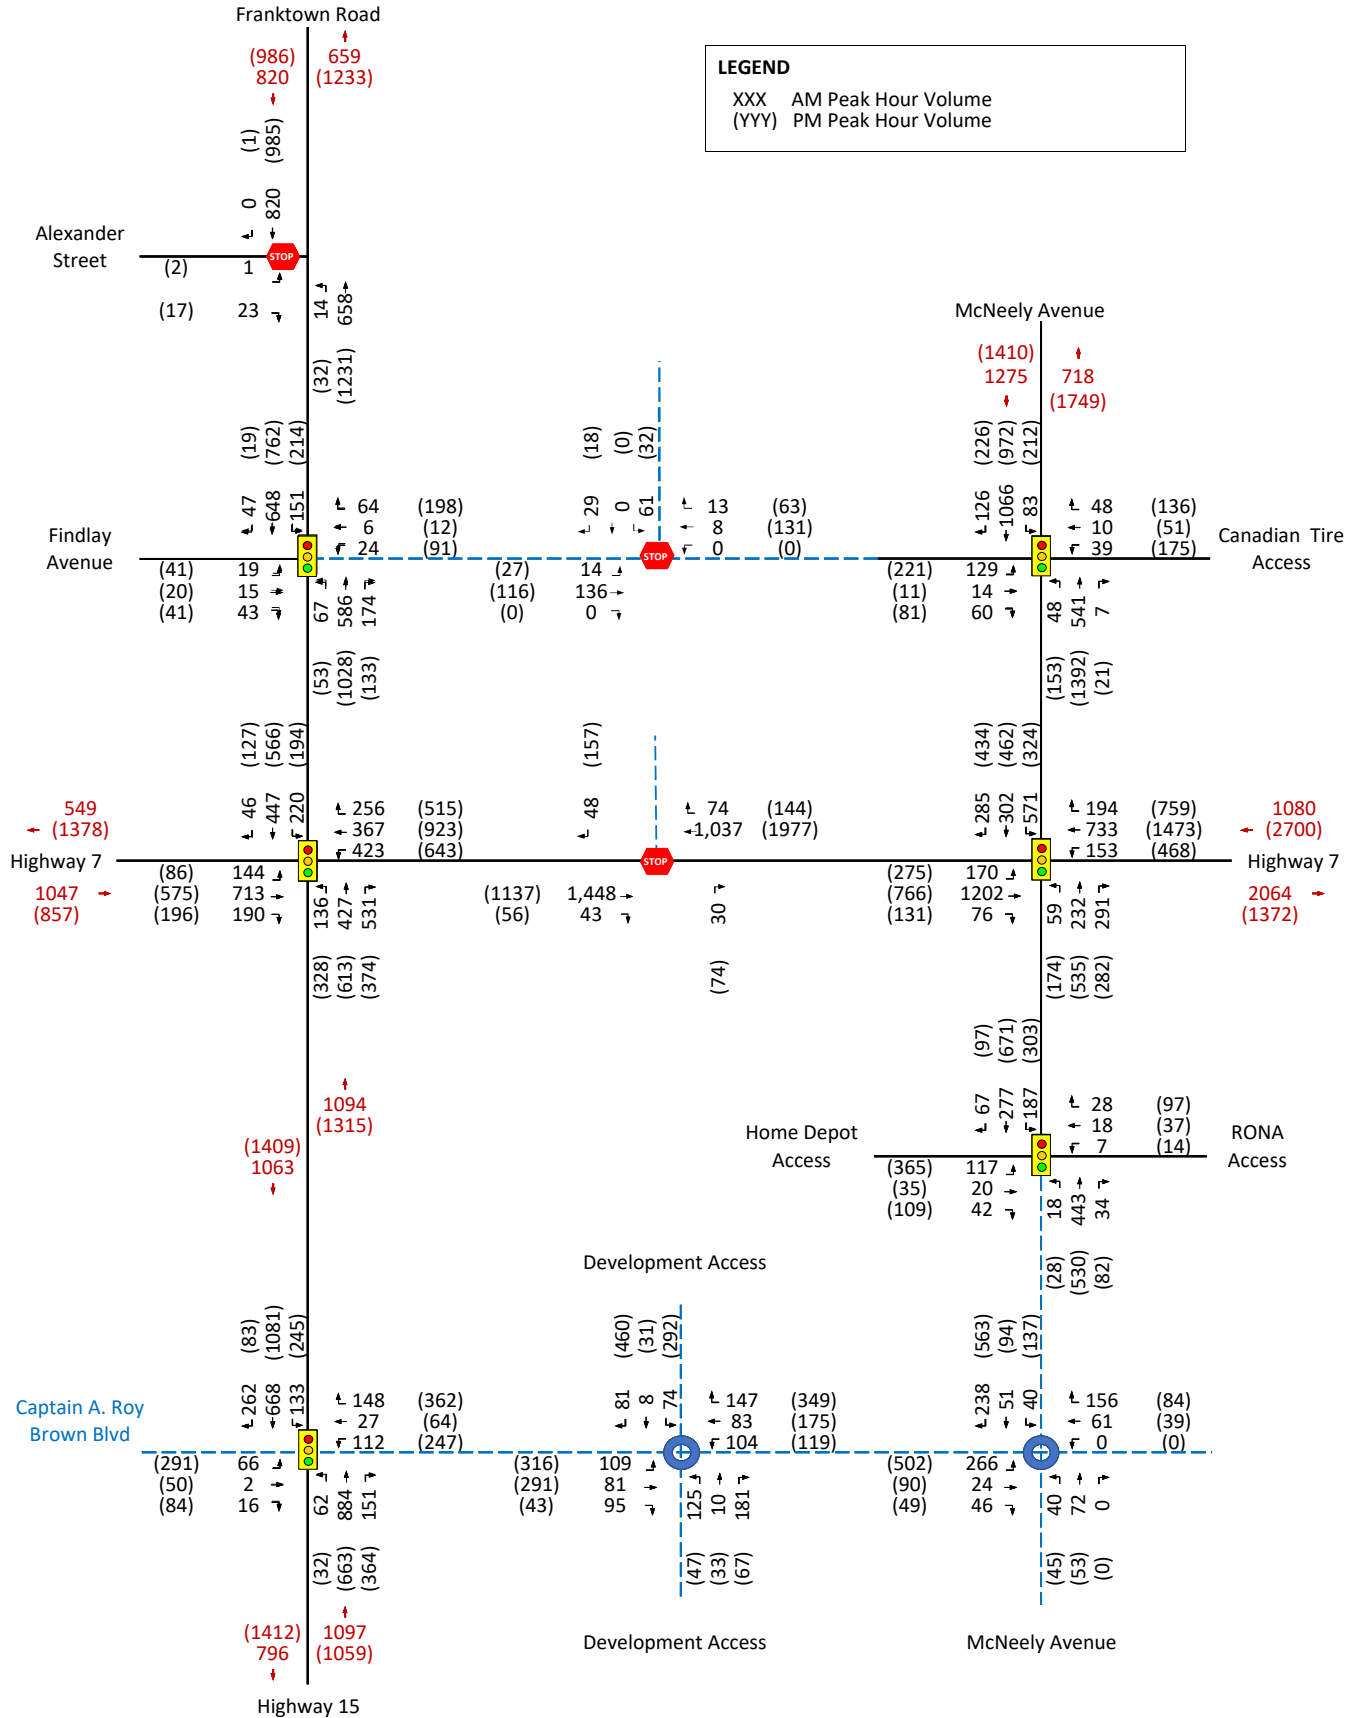 Franktown Road
(986) 659
820 (1233)
LEGEND
XXX AM Peak Hour Volume
(YYY) PM Peak Hour Volume
(1) (985)
0 820
Alexander
Street
STOP
(2) 1
(17) 23
14 658
(32) (1231)
McNeely Avenue
(1410)
1275 718
(1749)
(19) (762) (214)
(18) (0) (32)
(226) (972) (212)
47 648 151
64 (198)
6 (12)
24 (91)
29 0 61
13 (63)
8 (131)
0 (0)
126 1066 83
48 (136)
10 (51)
39 (175)
Findlay
Avenue
STOP
Canadian Tire
Access
(41) 19
(20) 15
(41) 43
67 586 174
(27) 14
(116) 136
(0) 0
(221) 129
(11) 14
(81) 60
48 541 7
(53) (1028) (133)
(153) (1392) (21)
(127) (566) (194)
(157)
(434) (462) (324)
549
(1378)
46 447 220
256 (515)
367 (923)
423 (643)
48
74 (144)
1,037 (1977)
285 302 571
194 (759)
733 (1473)
153 (468)
1080
(2700)
Highway 7
STOP
Highway 7
1047
(857)
(86) 144
(575) 713
(196) 190
136 427 531
(1137) 1,448
(56) 43
30
(275) 170
(766) 1202
(131) 76
59 232 291
2064
(1372)
(328) (613) (374)
(74)
(174) (535) (282)
(97) (671) (303)
1094
(1315)
(1409)
1063
67 277 187
28 (97)
18 (37)
7 (14)
Home Depot
Access
RONA
Access
(365) 117
(35) 20
(109) 42
18 443 34
(28) (530) (82)
Development Access
(83) (1081) (245)
(460) (31) (292)
(563) (94) (137)
Captain A. Roy
Brown Blvd
262 668 133
148 (362)
27 (64)
112 (247)
81 8 74
147 (349)
83 (175)
104 (119)
238 51 40
156 (84)
61 (39)
0 (0)
(291) 66
(50) 2
(84) 16
62 884 151
(316) 109
(291) 81
(43) 95
125 10 181
(502) 266
(90) 24
(49) 46
40 72 0
(32) (663) (364)
(47) (33) (67)
(45) (53) (0)
(1412) 1097
796 (1059)
Development Access
McNeely Avenue
Highway 15